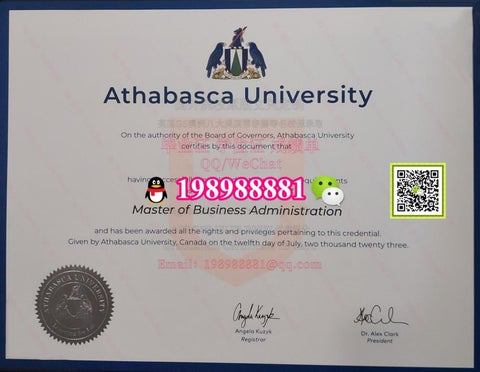 Athabasca University
On the authority of the Board of Governors, Athabasca University
certifies by this document that
QQ/WeChat
198988881
Master of Business Administration
and has been awarded all the rights and privileges pertaining to this credential.
Given by Athabasca University, Canada on the twelfth day of July, two thousand twenty three.
Email: 198988881@qq.com
ATHABASCA UNIVERSITY
Angela Kuzyk
Registrar
Dr. Alex Clark
President